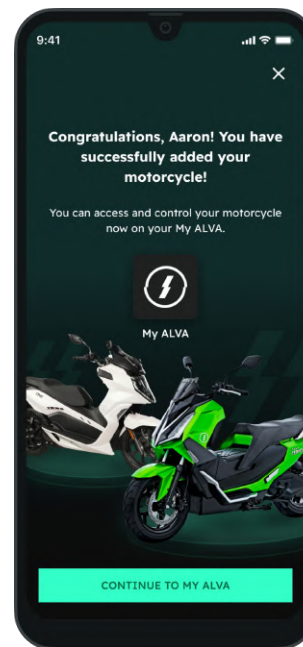 9:41
Congratulations, Aaron! You have
successfully added your
motorcycle!
You can access and control your motorcycle
now on your My ALVA.
My ALVA
CONTINUE TO MY ALVA